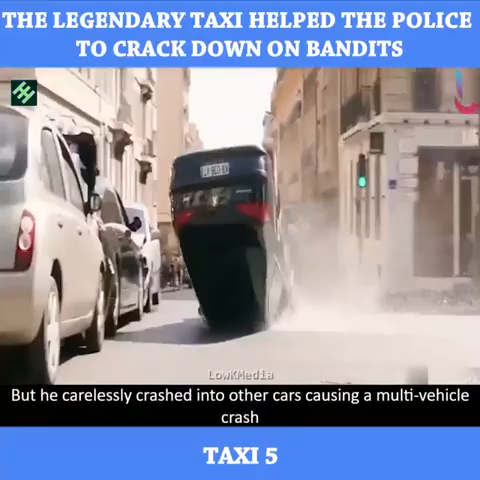 THE LEGENDARY TAXI HELPED THE POLICE
TO CRACK DOWN ON BANDITS
LowKMedia
But he carelessly crashed into other cars causing a multi-vehicle
crash
TAXI 5